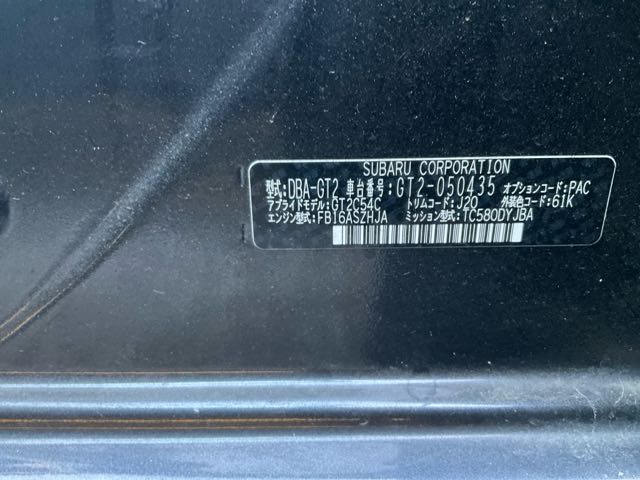 SUBARU CORPORATION
型式:DBA-GT2 車台番号:GT2-050435 オプションコード:PAC
アプライドモデル:GT2C54C トリムコード:J20 外装色コード:61K
エンジン型式:FB16ASZHJA ミッション型式:TC580DYJBA